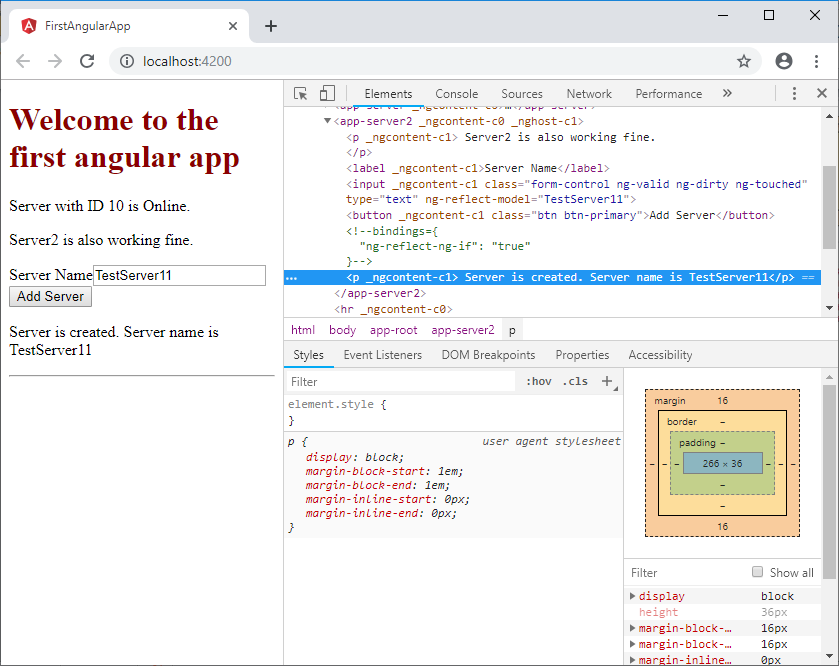 FirstAngularApp
localhost:4200
Welcome to the
first angular app
Server with ID 10 is Online.
Server2 is also working fine.
Server Name TestServer11
Add Server
Server is created. Server name is
TestServer11
Elements Console Sources Network Performance »
▼<app-server2 _ngcontent-c0 _nghost-c1>
<p _ngcontent-c1> Server2 is also working fine.
</p>
<label _ngcontent-c1>Server Name</label>
<input _ngcontent-c1 class="form-control ng-valid ng-dirty ng-touched"
type="text" ng-reflect-model="TestServer11">
<button _ngcontent-c1 class="btn btn-primary">Add Server</button>
<!--bindings={
"ng-reflect-ng-if": "true"
}-->
... <p _ngcontent-c1> Server is created. Server name is TestServer11</p> ==
</app-server2>
<hr _ngcontent-c0>
html body app-root app-server2 p
Styles Event Listeners DOM Breakpoints Properties Accessibility
Filter :hov .cls +
element.style {
}
p { user agent stylesheet
display: block;
margin-block-start: 1em;
margin-block-end: 1em;
margin-inline-start: 0px;
margin-inline-end: 0px;
}
margin 16
border –
padding –
– – – 266 × 36 – – –
–
–
16
Filter Show all
display block
height 36px
margin-block-… 16px
margin-block-… 16px
margin-inline… 0px